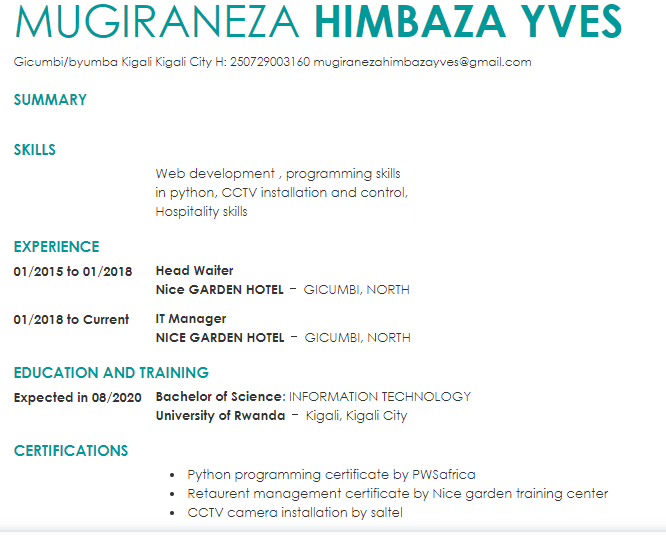 MUGIRANEZA HIMBAZA YVES
Gicumbi/byumba Kigali Kigali City H: 250729003160 mugiranezahimbazayves@gmail.com
SUMMARY
SKILLS
Web development , programming skills
in python, CCTV installation and control,
Hospitality skills
EXPERIENCE
01/2015 to 01/2018 Head Waiter
Nice GARDEN HOTEL – GICUMBI, NORTH
01/2018 to Current IT Manager
NICE GARDEN HOTEL – GICUMBI, NORTH
EDUCATION AND TRAINING
Expected in 08/2020 Bachelor of Science: INFORMATION TECHNOLOGY
University of Rwanda – Kigali, Kigali City
CERTIFICATIONS
• Python programming certificate by PWSafrica
• Retaurent management certificate by Nice garden training center
• CCTV camera installation by saltel